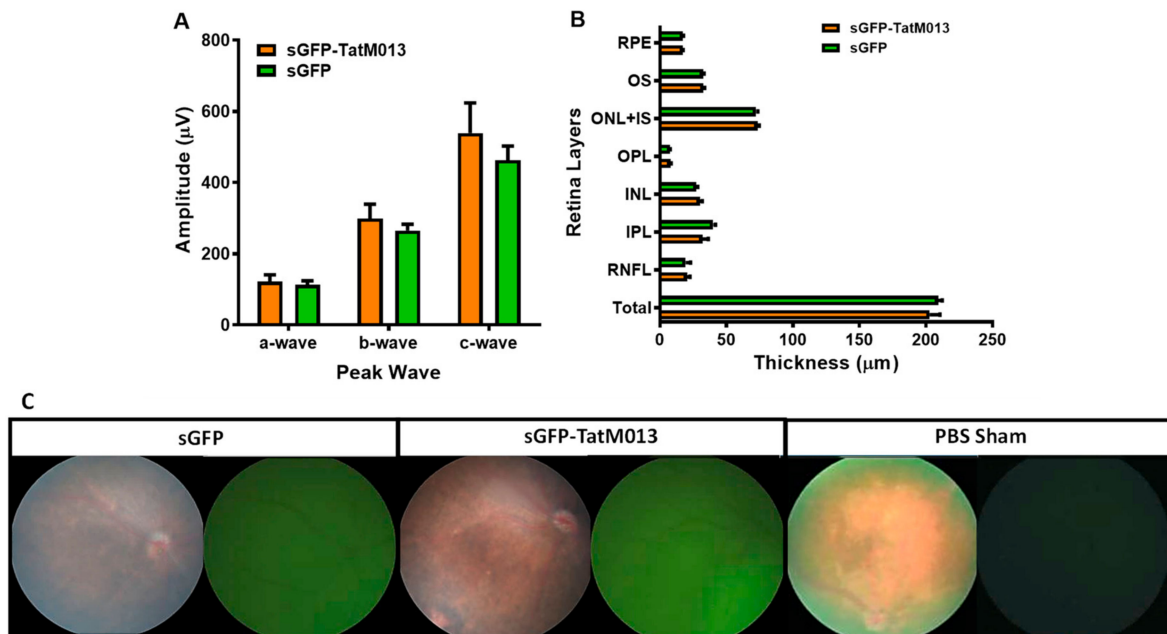 A
sGFP-TatM013
sGFP
800
600
400
200
0
Amplitude (μV)
a-wave b-wave c-wave
Peak Wave
B
sGFP-TatM013
sGFP
Retina Layers
RPE
OS
ONL+IS
OPL
INL
IPL
RNFL
Total
0 50 100 150 200 250
Thickness (μm)
C
sGFP sGFP-TatM013 PBS Sham